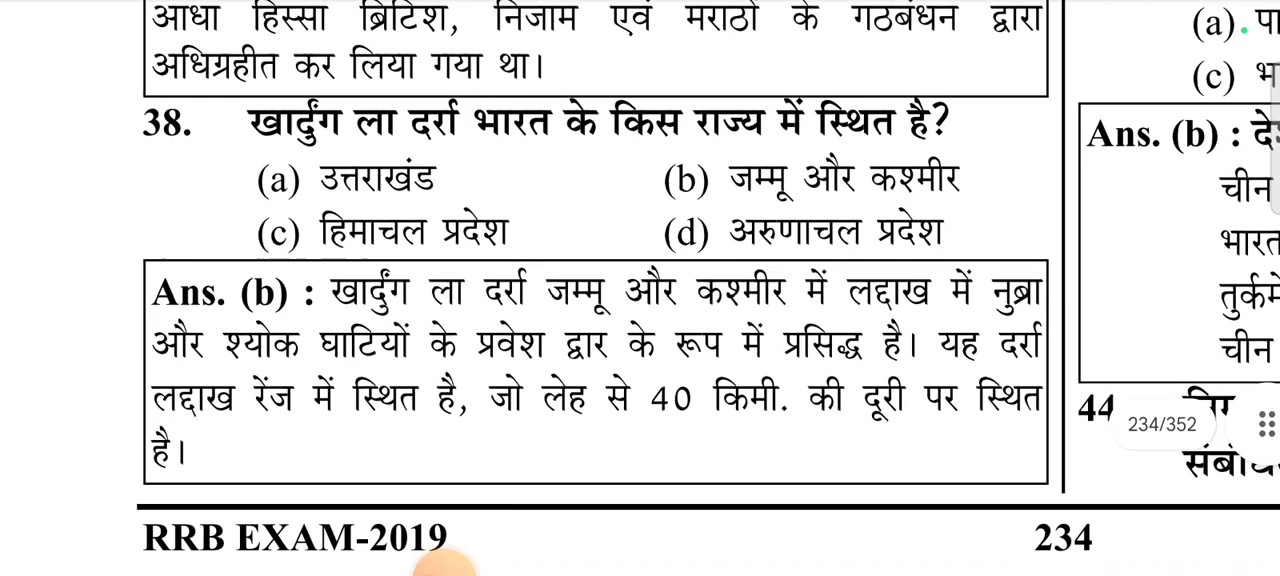 आधा हिस्सा ब्रिटिश, निजाम एवं मराठों के गठबंधन द्वारा
अधिग्रहीत कर लिया गया था।
38. खार्दुंग ला दर्रा भारत के किस राज्य में स्थित है?
(a) उत्तराखंड (b) जम्मू और कश्मीर
(c) हिमाचल प्रदेश (d) अरुणाचल प्रदेश
Ans. (b) : खार्दुंग ला दर्रा जम्मू और कश्मीर में लद्दाख में नुब्रा
और श्योक घाटियों के प्रवेश द्वार के रूप में प्रसिद्ध है। यह दर्रा
लद्दाख रेंज में स्थित है, जो लेह से 40 किमी. की दूरी पर स्थित
है।
RRB EXAM-2019 234
(a)
(c)
Ans. (b) :
चीन
भारत
चीन
44
234/352